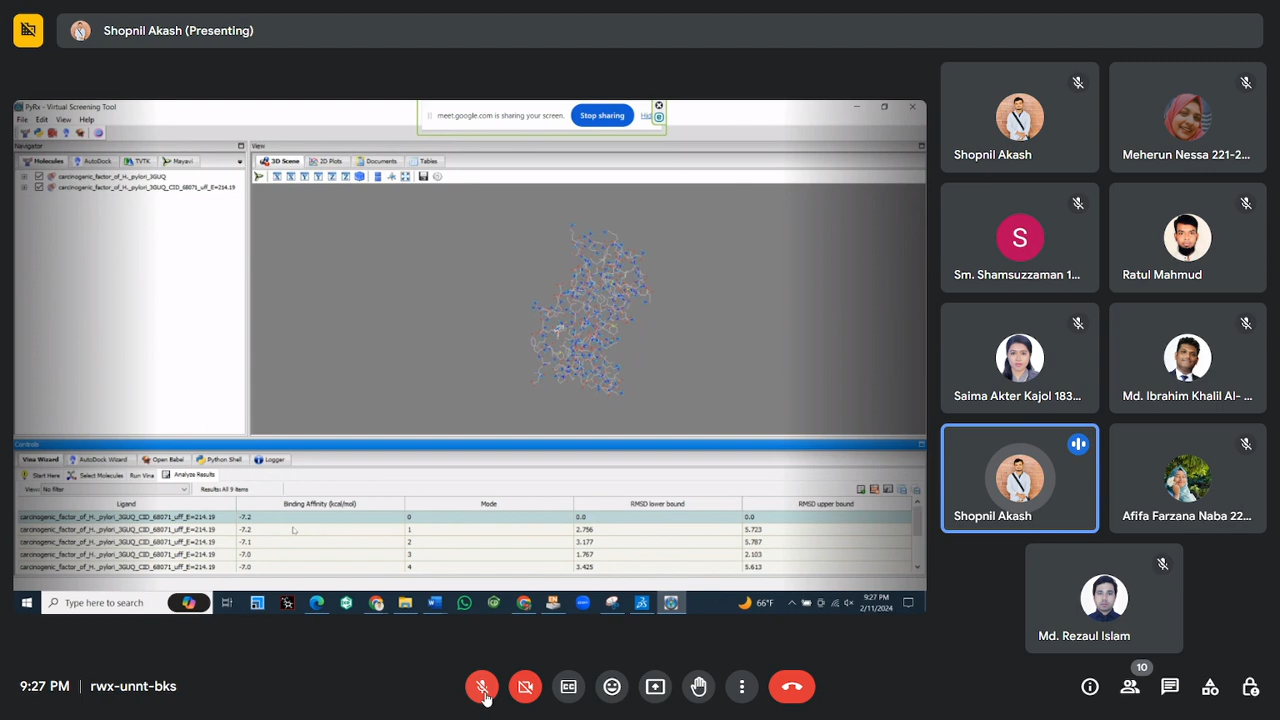 Shopnil Akash (Presenting)
PyRx - Virtual Screening Tool
meet.google.com is sharing your screen.
Stop sharing
File Edit View Help
Navigator
View
Molecules AutoDock TVTK Mayavi
3D Scene 2D Plots Documents Tables
carcinogenic_factor_of_H._pylori_3GUQ
carcinogenic_factor_of_H._pylori_3GUQ_CID_68071_uff_E=214.19
Controls
Vina Wizard AutoDock Wizard Open Babel Python Shell Logger
Start Here Select Molecules Run Vina Analyze Results
View: No filter Results: All 9 items
Ligand Binding Affinity (kcal/mol) Mode RMSD lower bound RMSD upper bound
carcinogenic_factor_of_H._pylori_3GUQ_CID_68071_uff_E=214.19 -7.2 0 0.0 0.0
carcinogenic_factor_of_H._pylori_3GUQ_CID_68071_uff_E=214.19 -7.2 1 2.756 5.723
carcinogenic_factor_of_H._pylori_3GUQ_CID_68071_uff_E=214.19 -7.1 2 3.177 5.787
carcinogenic_factor_of_H._pylori_3GUQ_CID_68071_uff_E=214.19 -7.0 3 1.767 2.103
carcinogenic_factor_of_H._pylori_3GUQ_CID_68071_uff_E=214.19 -7.0 4 3.425 5.613
Type here to search
66°F
9:27 PM
2/11/2024
Shopnil Akash
Meherun Nessa 221-2...
S
Sm. Shamsuzzaman 1...
Ratul Mahmud
Saima Akter Kajol 183...
Md. Ibrahim Khalil Al- ...
Shopnil Akash
Afifa Farzana Naba 22...
Md. Rezaul Islam
9:27 PM rwx-unnt-bks
10